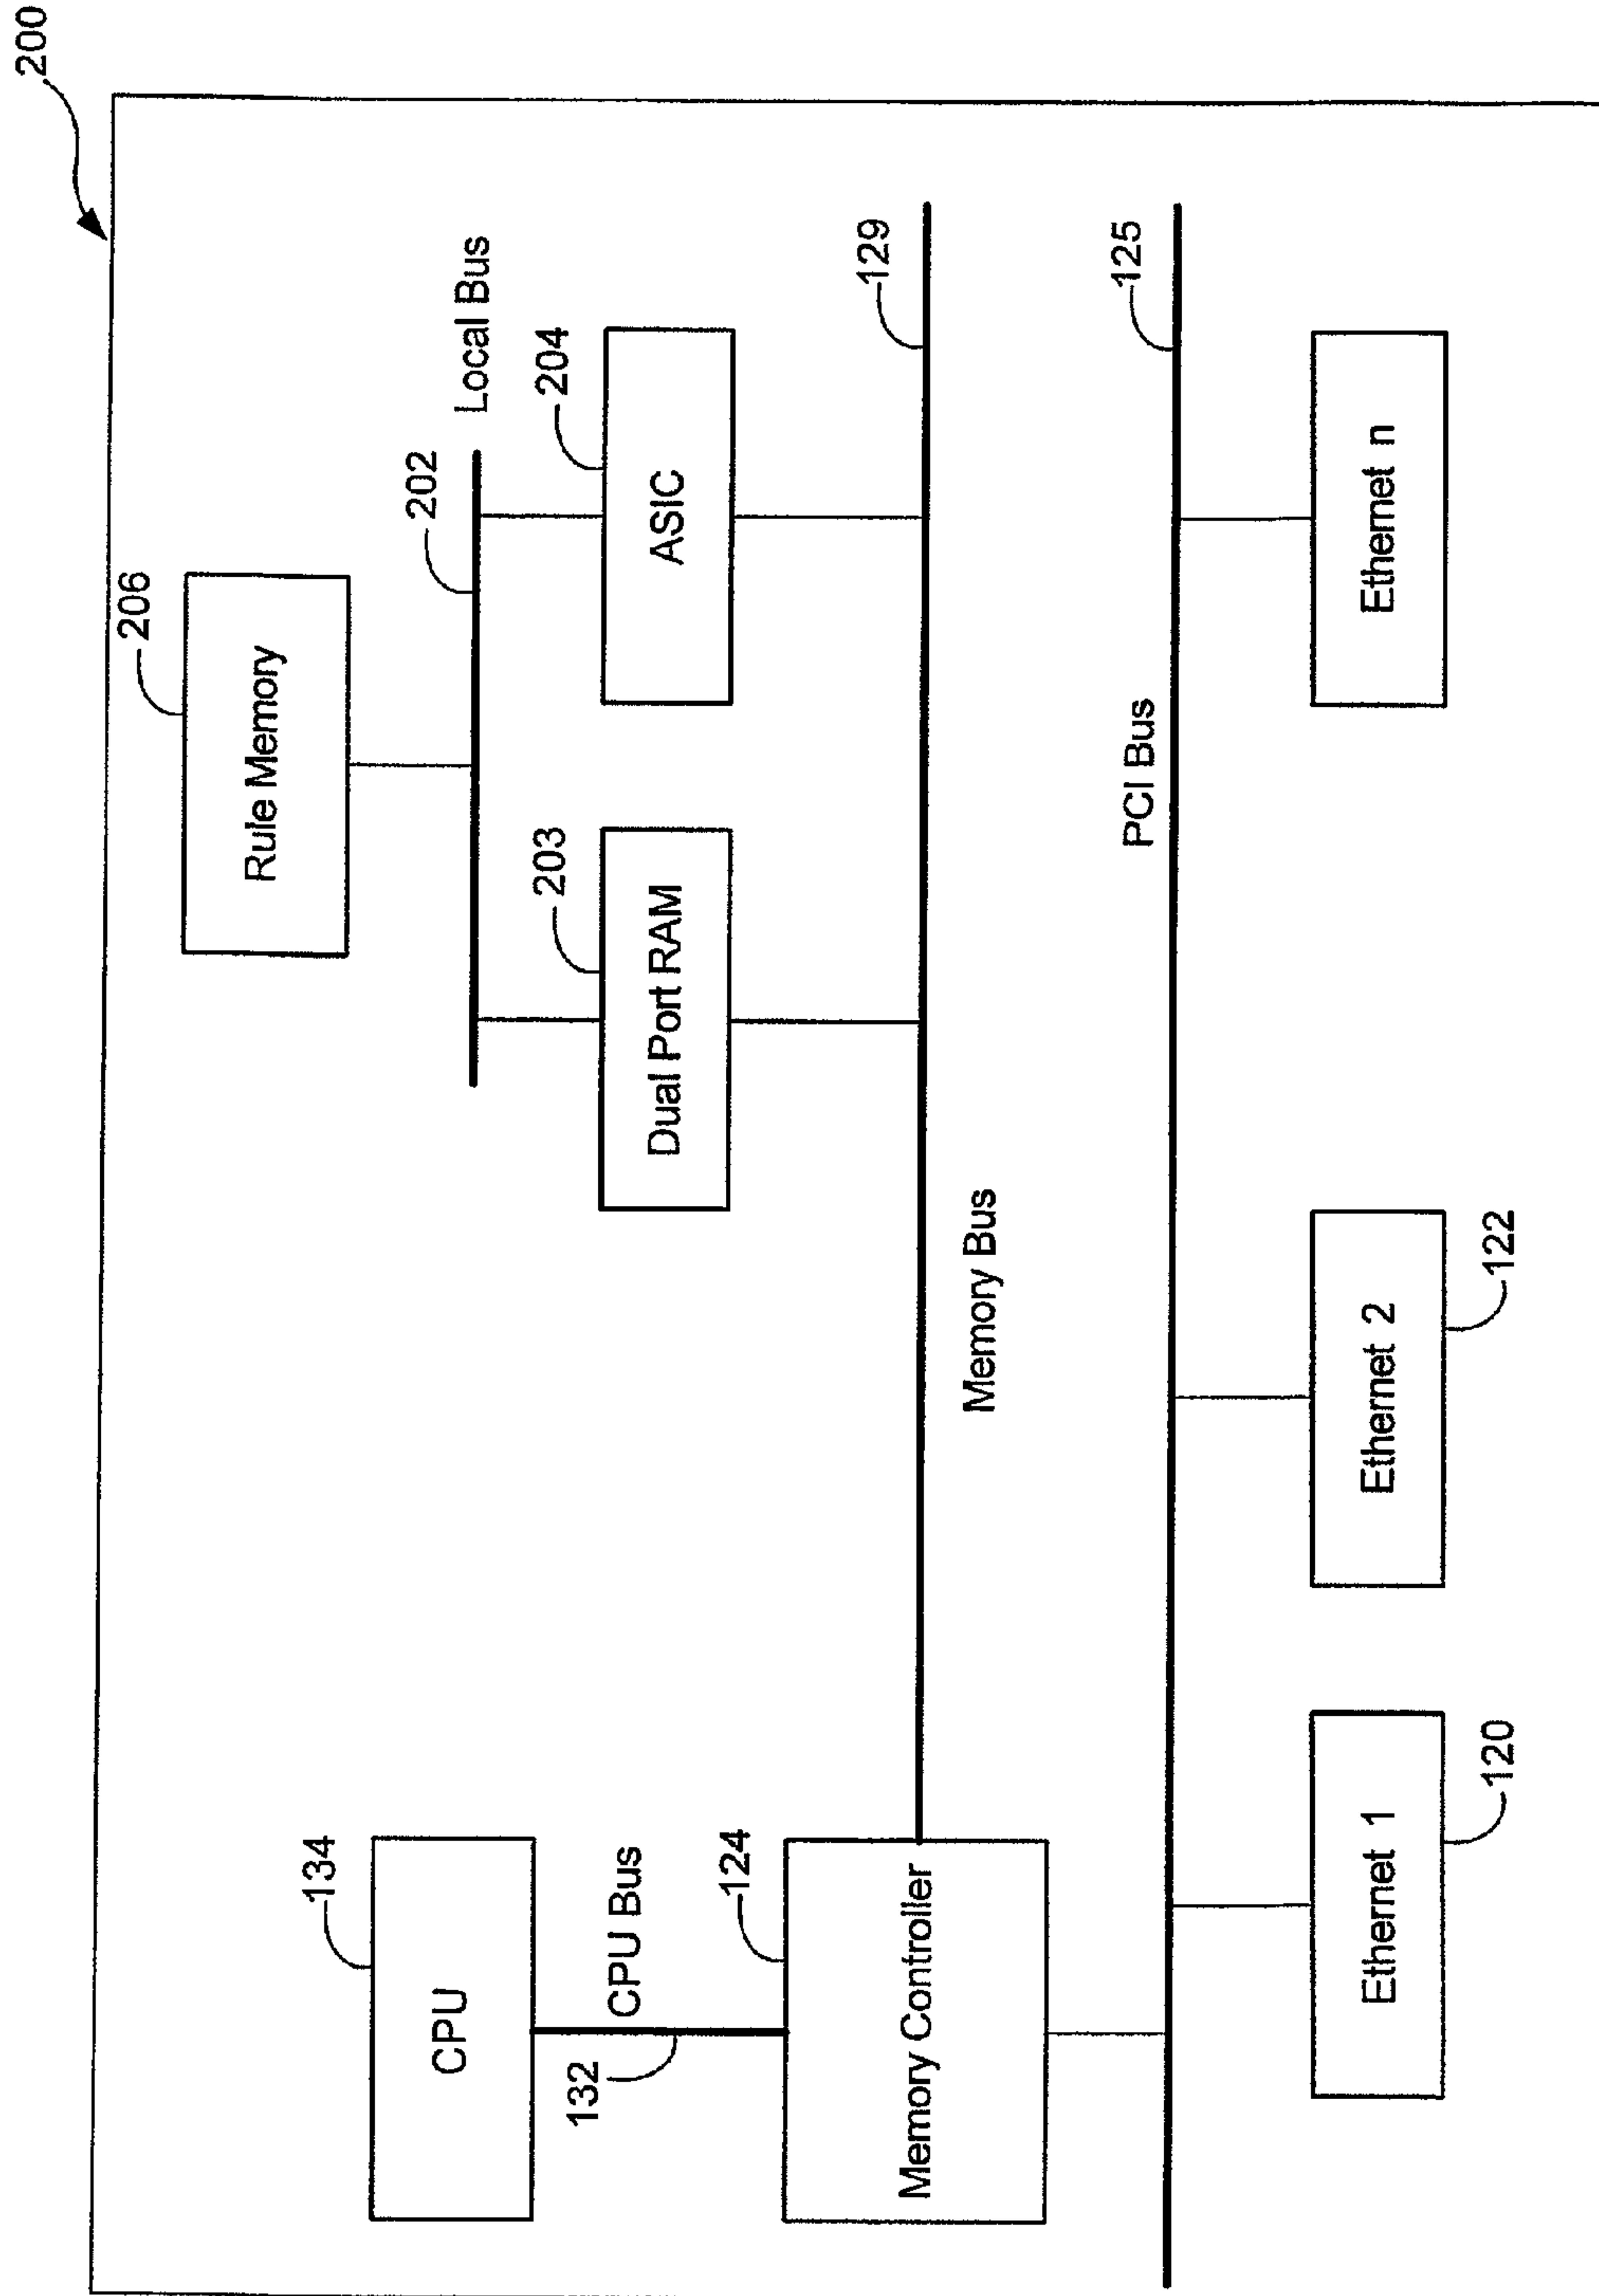 200
206
Rule Memory
202
Local Bus
203
204
Dual Port RAM
ASIC
134
CPU
132
CPU Bus
124
Memory Controller
129
Memory Bus
125
PCI Bus
Ethernet 1
Ethernet 2
Ethernet n
120
122